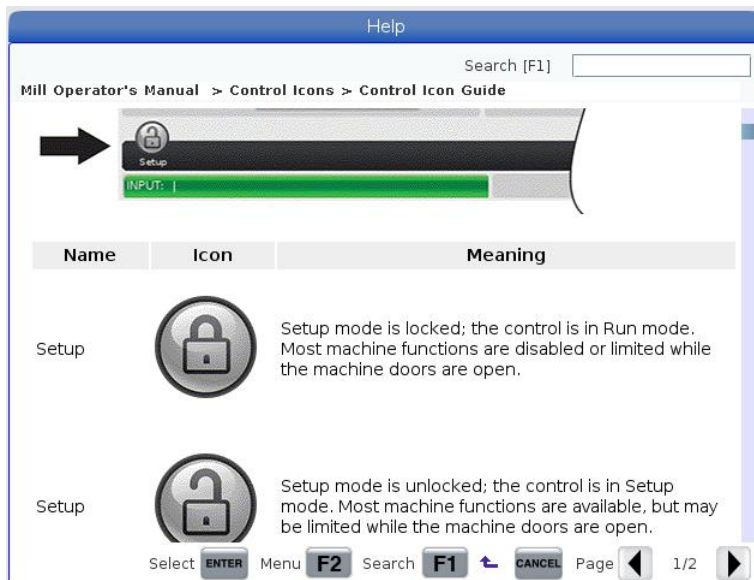 Help
Search [F1]
Mill Operator's Manual > Control Icons > Control Icon Guide
Setup
INPUT: |
Name Icon Meaning
Setup mode is locked; the control is in Run mode.
Setup Most machine functions are disabled or limited while
the machine doors are open.
Setup mode is unlocked; the control is in Setup
Setup mode. Most machine functions are available, but may
be limited while the machine doors are open.
Select ENTER Menu F2 Search F1 CANCEL Page 1/2